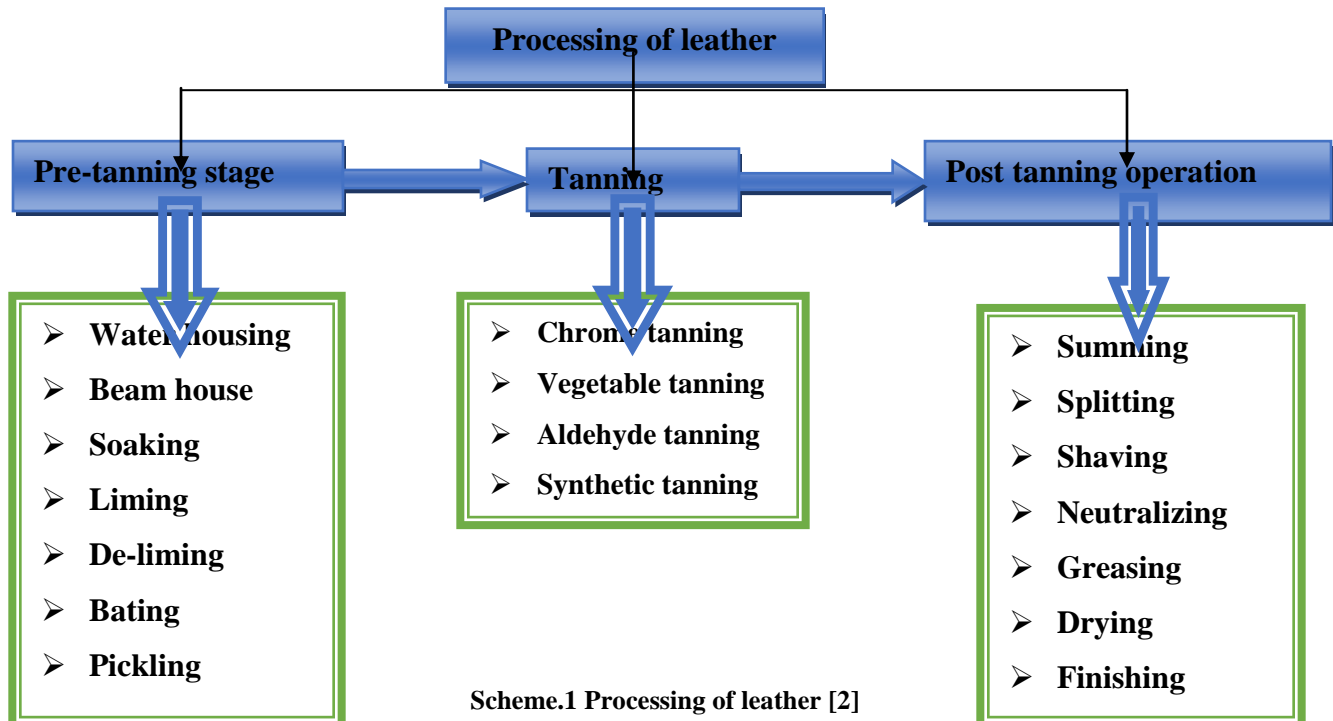 Processing of leather
Pre-tanning stage
Tanning
Post tanning operation
Water housing
Beam house
Soaking
Liming
De-liming
Bating
Pickling
Chrome tanning
Vegetable tanning
Aldehyde tanning
Synthetic tanning
Summing
Splitting
Shaving
Neutralizing
Greasing
Drying
Finishing
Scheme.1 Processing of leather [2]